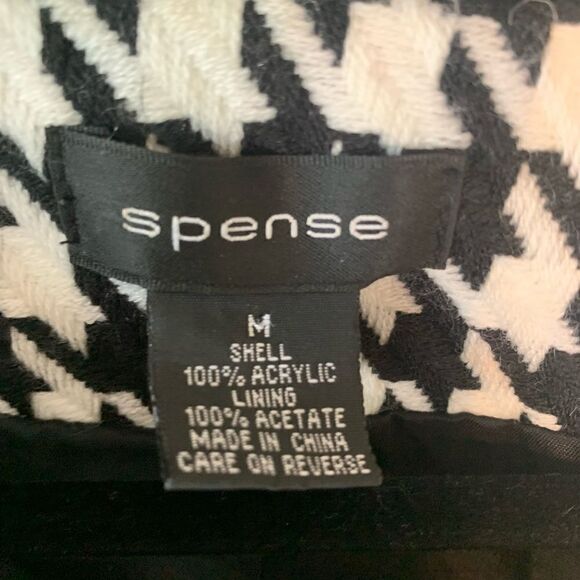 spense
M
SHELL
100% ACRYLIC
LINING
100% ACETATE
MADE IN CHINA
CARE ON REVERSE